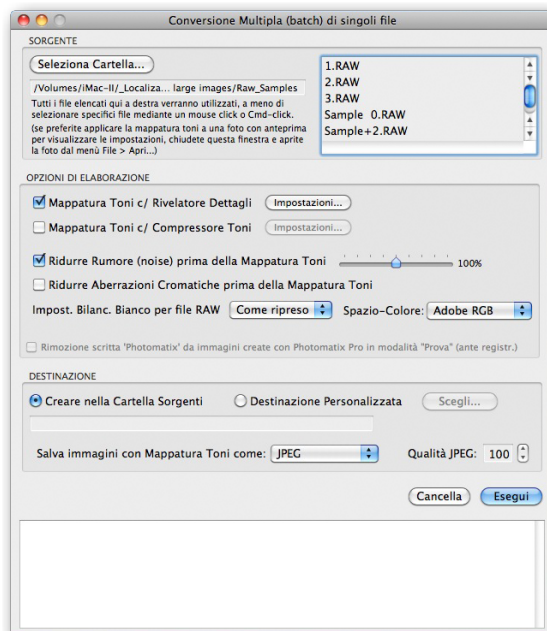 Conversione Multipla (batch) di singoli file
SORGENTE
Seleziona Cartella...
/Volumes/iMac-II/_Localiza... large images/Raw_Samples
Tutti i file elencati qui a destra verranno utilizzati, a meno di
selezionare specifici file mediante un mouse click o Cmd-click.
(se preferite applicare la mappatura toni a una foto con anteprima
per visualizzare le impostazioni, chiudete questa finestra e aprite
la foto dal menù File > Apri...)
1.RAW
2.RAW
3.RAW
Sample 0.RAW
Sample+2.RAW
OPZIONI DI ELABORAZIONE
Mappatura Toni c/ Rivelatore Dettagli Impostazioni...
Mappatura Toni c/ Compressore Toni Impostazioni...
Ridurre Rumore (noise) prima della Mappatura Toni 100%
Ridurre Aberrazioni Cromatiche prima della Mappatura Toni
Impost. Bilanc. Bianco per file RAW Come ripreso Spazio-Colore: Adobe RGB
Rimozione scritta 'Photomatix' da immagini create con Photomatix Pro in modalità "Prova" (ante registr.)
DESTINAZIONE
Creare nella Cartella Sorgenti Destinazione Personalizzata Scegli...
Salva immagini con Mappatura Toni come: JPEG Qualità JPEG: 100
Cancella Esegui